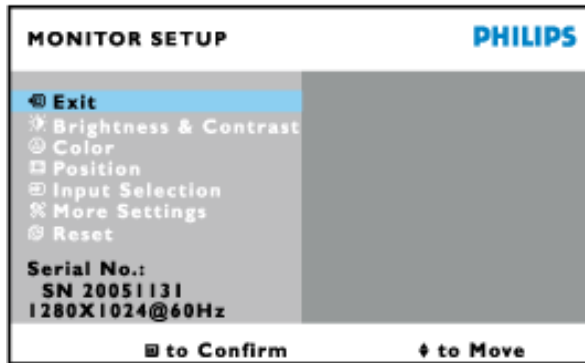 MONITOR SETUP PHILIPS
Exit
Brightness & Contrast
Color
Position
Input Selection
More Settings
Reset
Serial No.:
SN 20051131
1280X1024@60Hz
to Confirm to Move